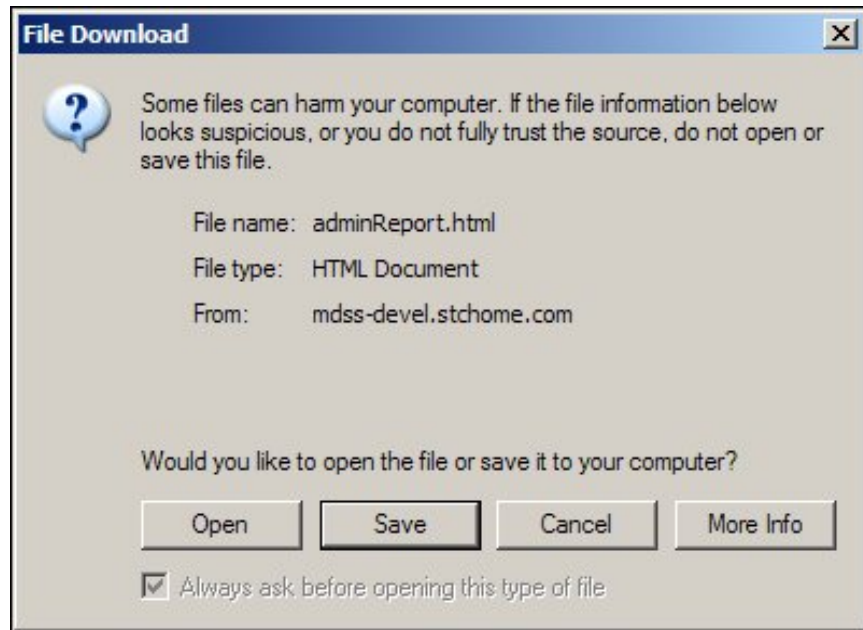 File Download
Some files can harm your computer. If the file information below
looks suspicious, or you do not fully trust the source, do not open or
save this file.
File name: adminReport.html
File type: HTML Document
From: mdss-devel.stchome.com
Would you like to open the file or save it to your computer?
Open Save Cancel More Info
Always ask before opening this type of file